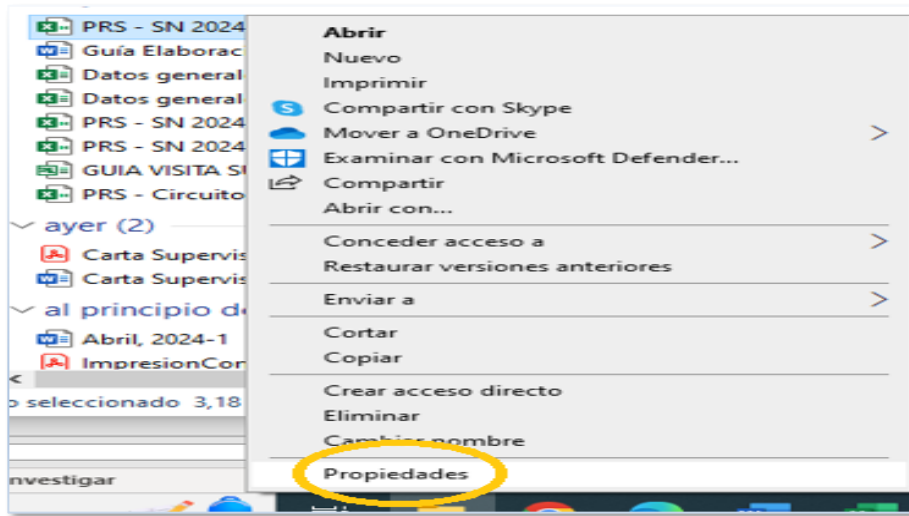 PRS - SN 2024
Guía Elaborac
Datos general
Datos general
PRS - SN 2024
PRS - SN 2024
GUIA VISITA S
PRS - Circuito
ayer (2)
Carta Supervis
Carta Supervis
al principio de
Abril, 2024-1
ImpresionCon
o seleccionado 3,18
nvestigar
Abrir
Nuevo
Imprimir
Compartir con Skype
Mover a OneDrive
Examinar con Microsoft Defender...
Compartir
Abrir con...
Conceder acceso a
Restaurar versiones anteriores
Enviar a
Cortar
Copiar
Crear acceso directo
Eliminar
Cambiar nombre
Propiedades